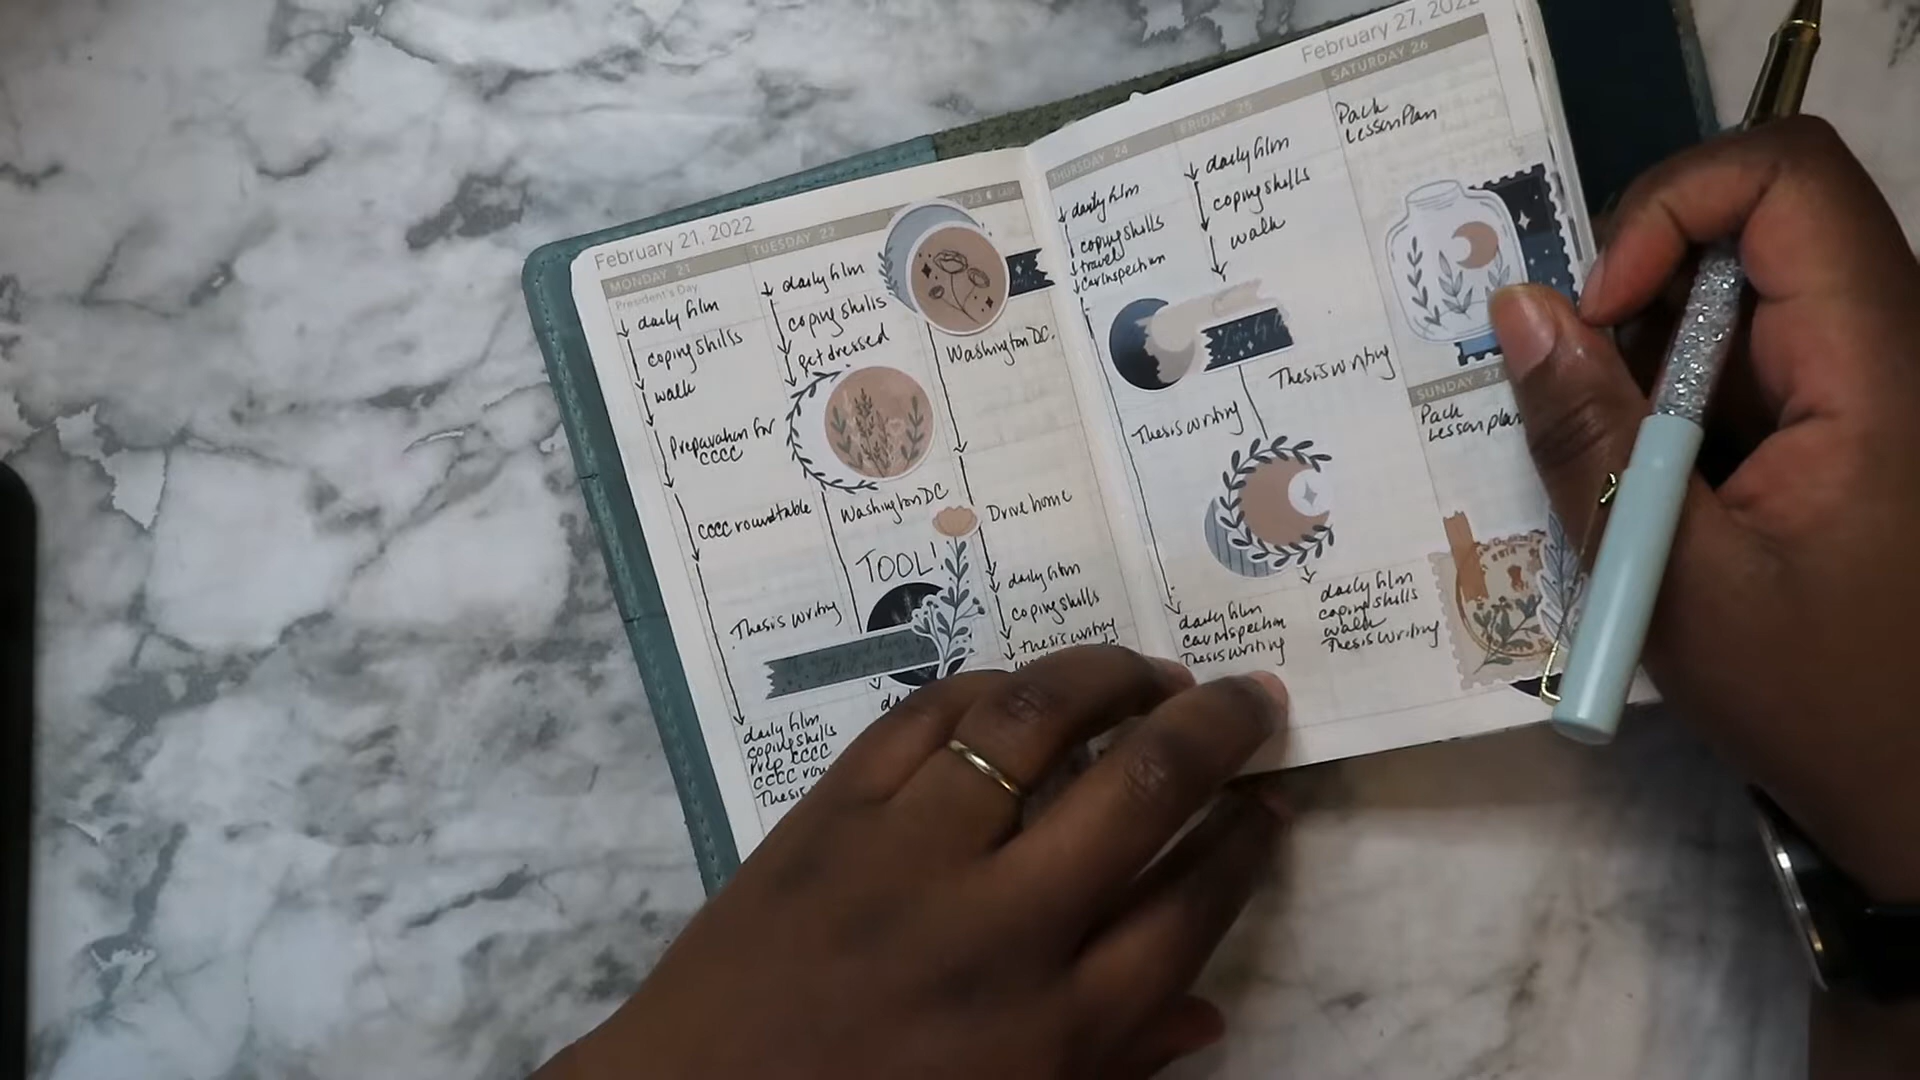 February 21, 2022
MONDAY 21
President's Day
daily film
coping skills
walk
Preparation for
CCCC
CCCC roundtable
Thesis writing
daily film
coping skills
Prep CCCC
CCCC
Thesis
TUESDAY 22
daily film
coping skills
get dressed
Washington DC
TOOL!
23
Washington DC.
Drive home
daily film
coping skills
thesis writing
February 27, 2022
THURSDAY 24
daily film
coping skills
travel
car inspection
Thesis writing
daily film
car inspection
Thesis writing
FRIDAY 25
daily film
coping skills
walk
Thesis writing
daily film
coping skills
walk
Thesis writing
SATURDAY 26
Pack
Lesson Plan
SUNDAY 27
Pack
Lesson plan